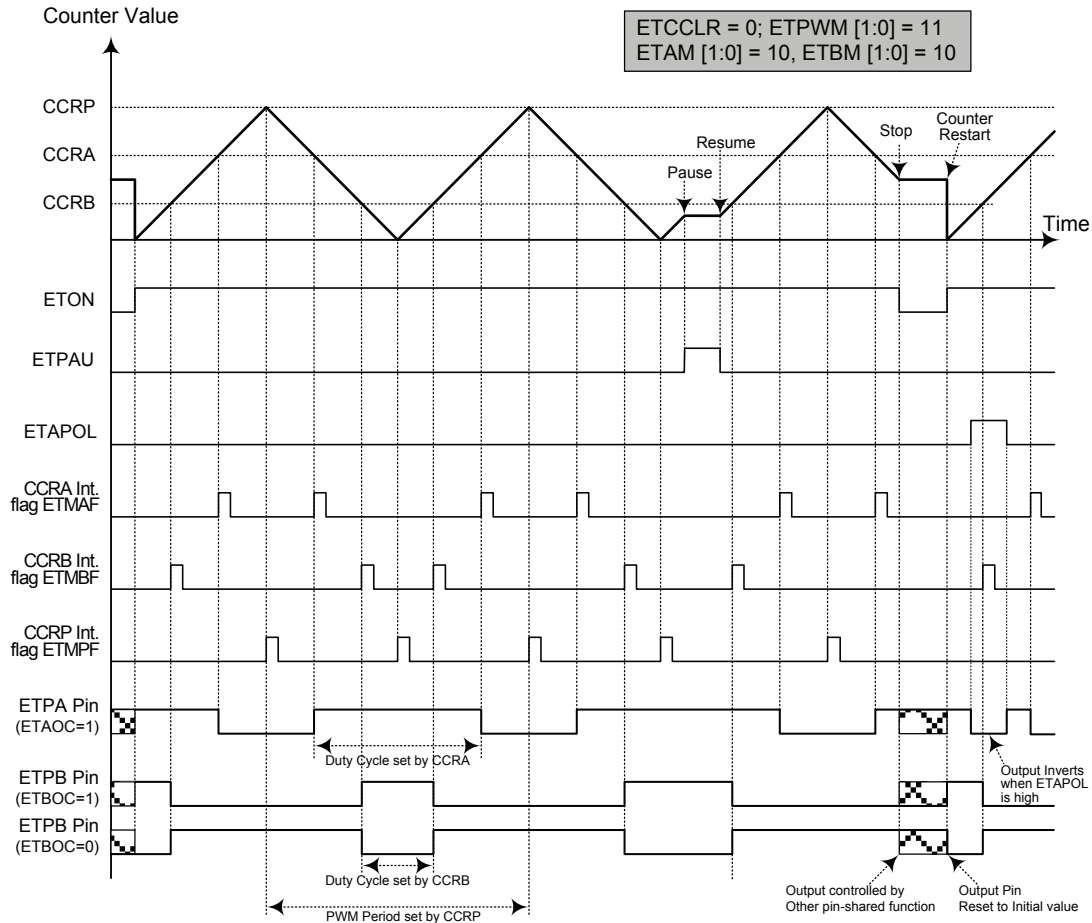 Counter Value
ETCCLR = 0; ETPWM [1:0] = 11
ETAM [1:0] = 10, ETBM [1:0] = 10
CCRP
CCRA
CCRB
Pause
Resume
Stop
Counter
Restart
Time
ETON
ETPAU
ETAPOL
CCRA Int.
flag ETMAF
CCRB Int.
flag ETMBF
CCRP Int.
flag ETMPF
ETPA Pin
(ETAOC=1)
Duty Cycle set by CCRA
Output Inverts
when ETAPOL
is high
ETPB Pin
(ETBOC=1)
ETPB Pin
(ETBOC=0)
Duty Cycle set by CCRB
Output controlled by
Other pin-shared function
Output Pin
Reset to Initial value
PWM Period set by CCRP